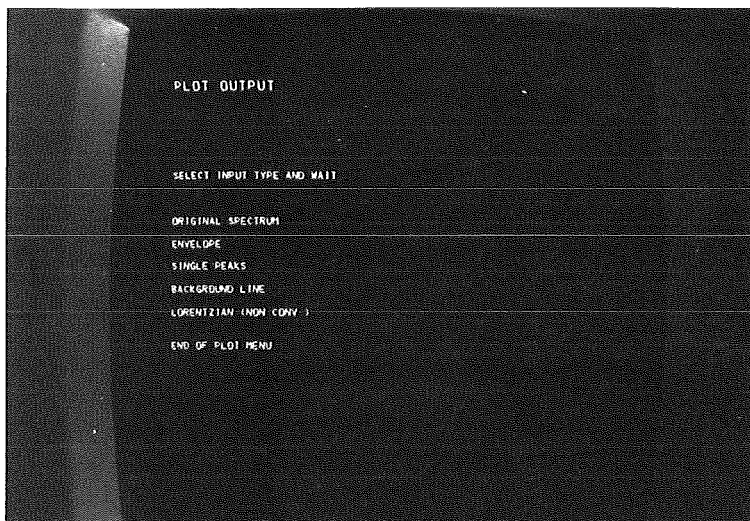 PLOT OUTPUT
SELECT INPUT TYPE AND WAIT
ORIGINAL SPECTRUM
ENVELOPE
SINGLE PEAKS
BACKGROUND LINE
LORENTZIAN (NON CONV )
END OF PLOT MENU